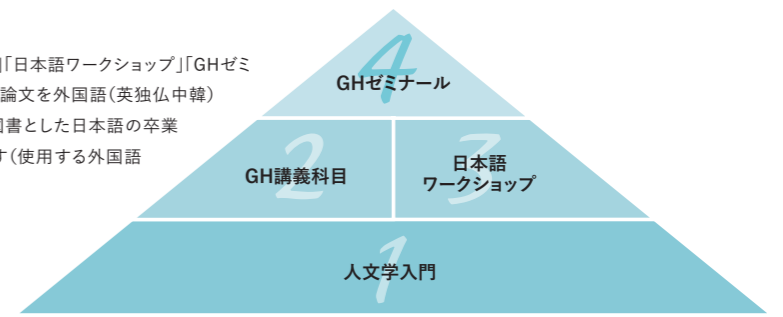 「日本語ワークショップ」「GHゼミ
論文を外国語(英独仏中韓)
図書とした日本語の卒業
す(使用する外国語
4
GHゼミナール
2
GH講義科目
3
日本語
ワークショップ
1
人文学入門